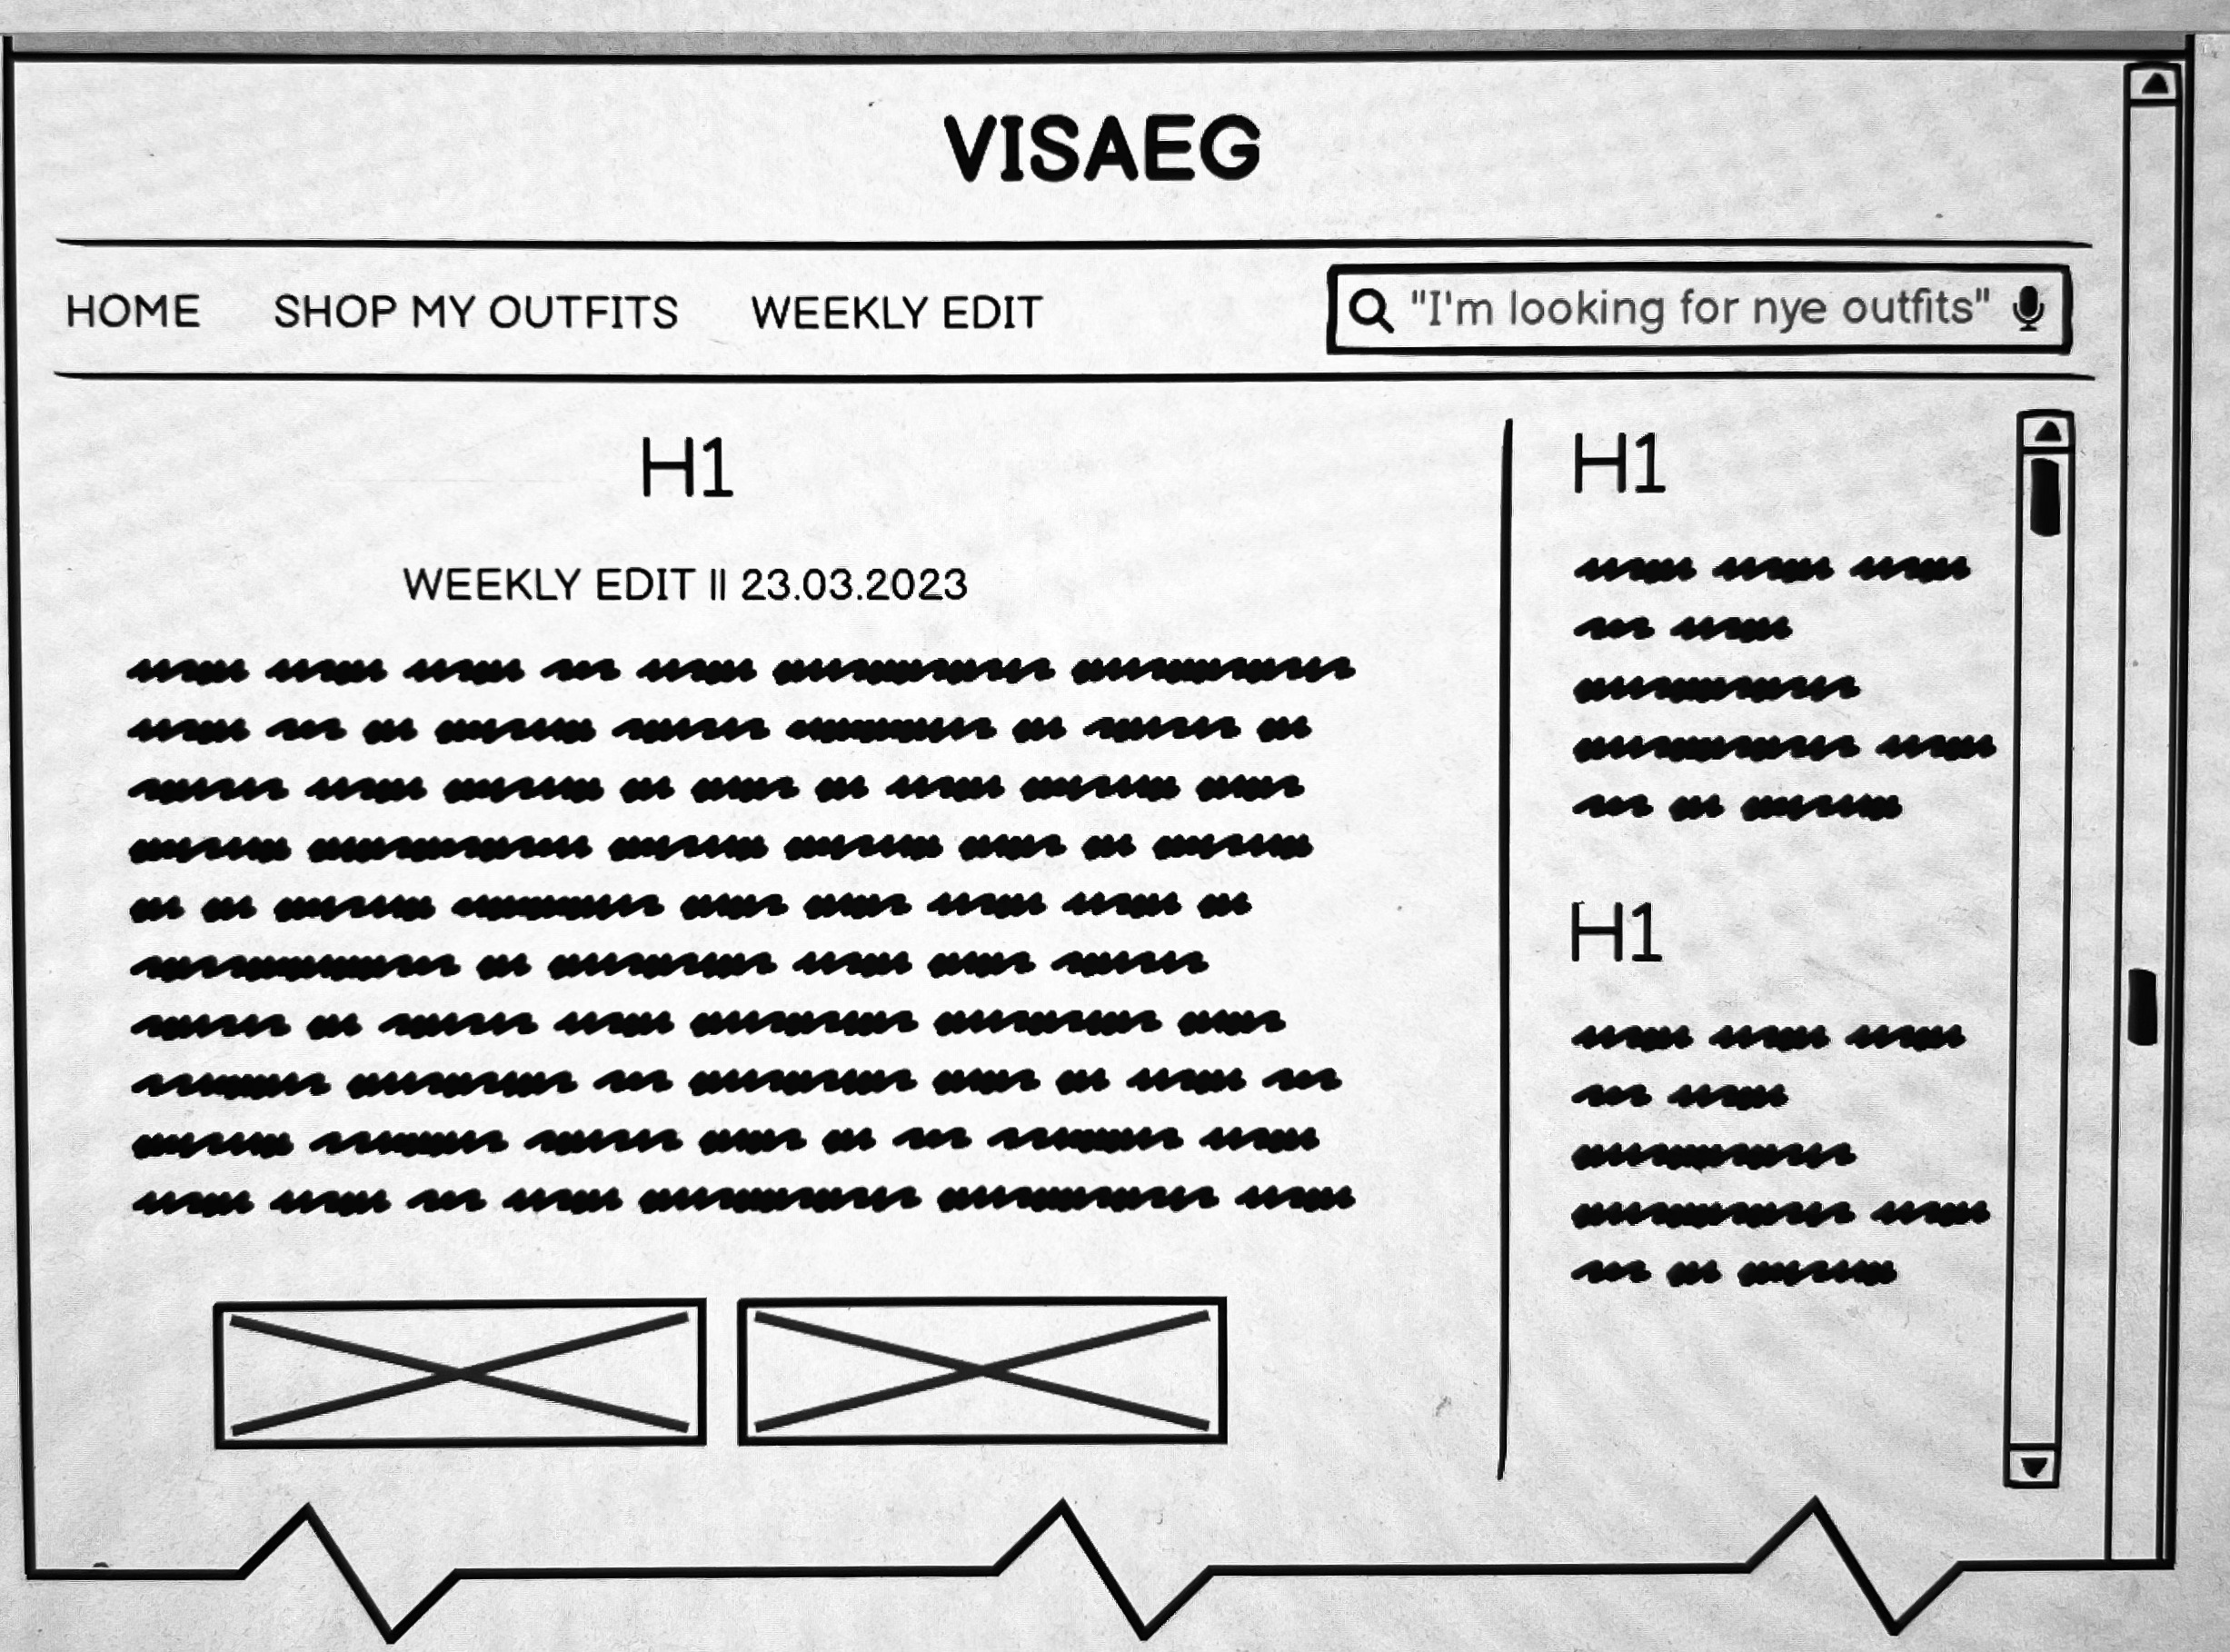 VISAEG
HOME SHOP MY OUTFITS WEEKLY EDIT "I'm looking for nye outfits"
H1
WEEKLY EDIT || 23.03.2023
H1
H1